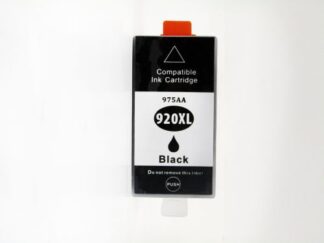 Compatible
Ink Cartridge
975AA
920XL
Black
Do not remove this label
PUSH